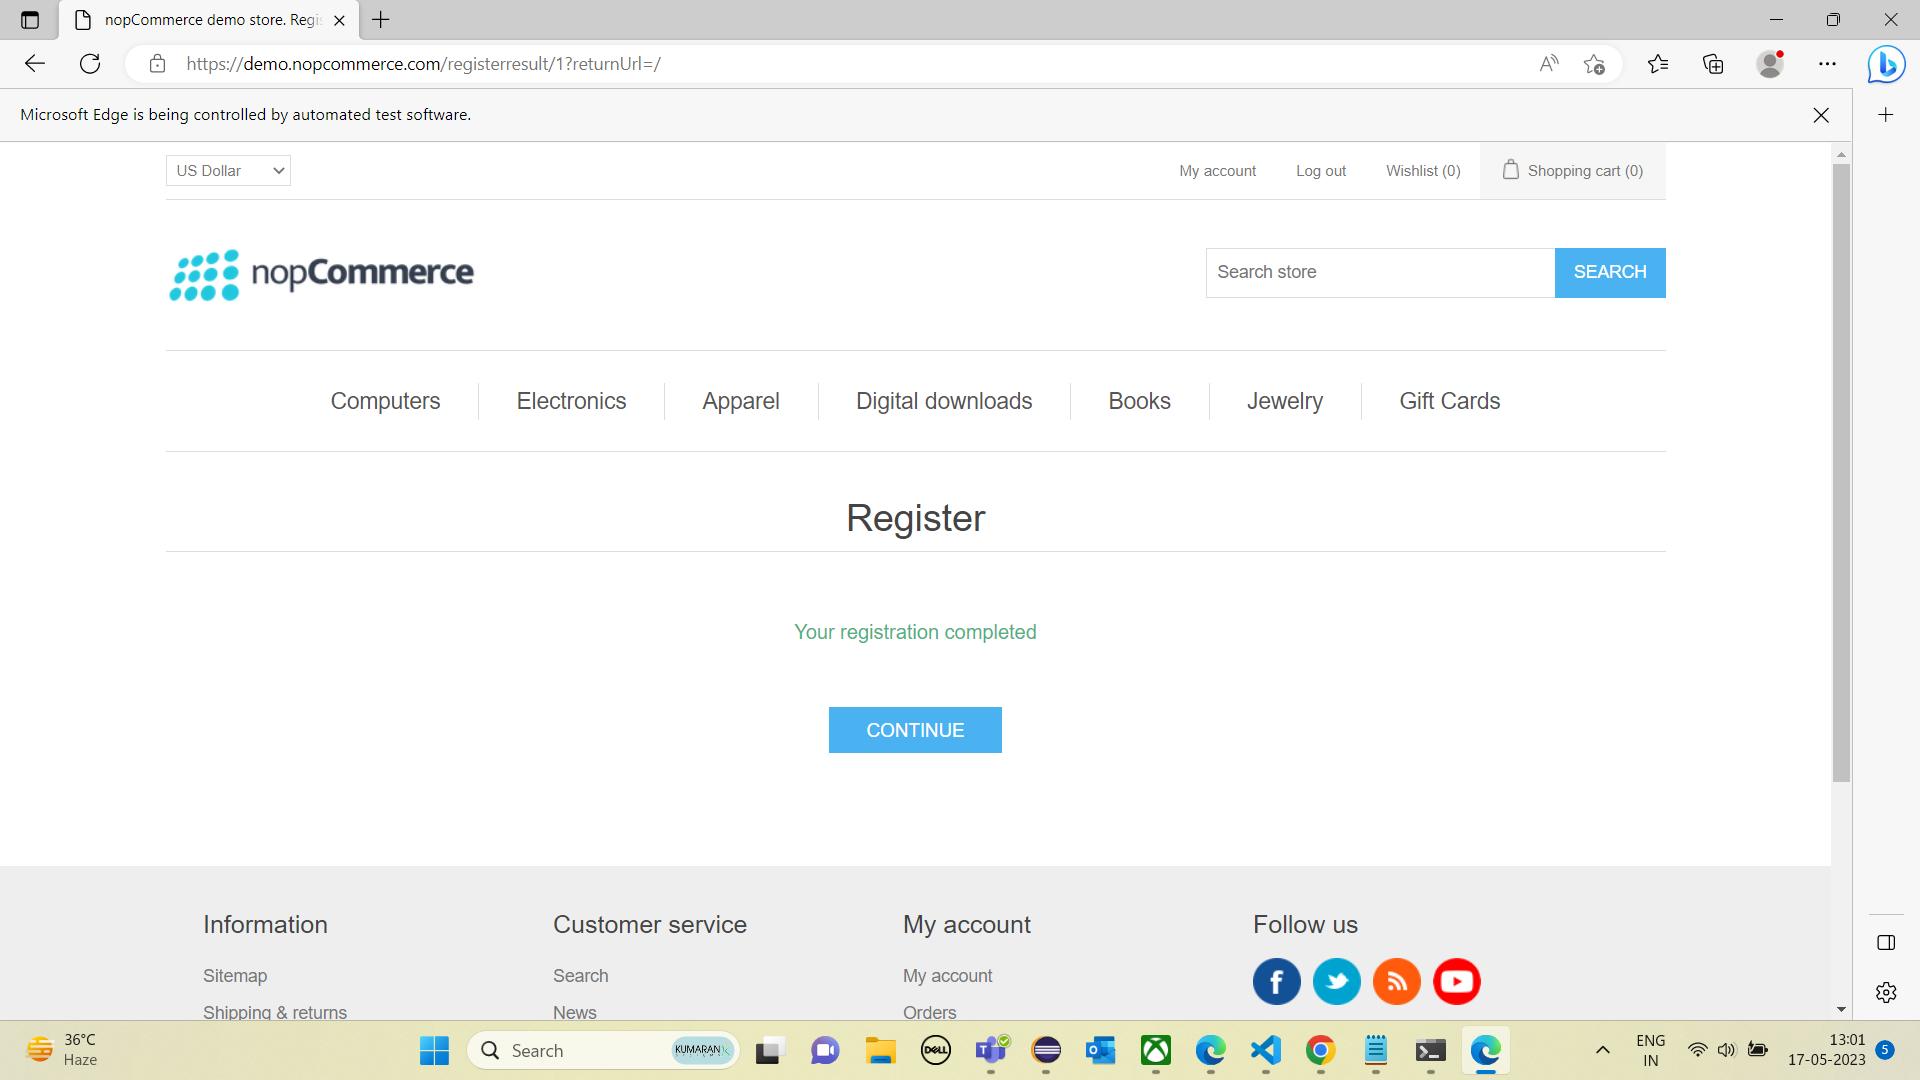 nopCommerce demo store. Regis
https://demo.nopcommerce.com/registerresult/1?returnUrl=/
Microsoft Edge is being controlled by automated test software.
US Dollar
My account
Log out
Wishlist (0)
Shopping cart (0)
nopCommerce
Search store
SEARCH
Computers
Electronics
Apparel
Digital downloads
Books
Jewelry
Gift Cards
Register
Your registration completed
CONTINUE
Information
Customer service
My account
Follow us
Sitemap
Search
My account
Shipping & returns
News
Orders
36°C
Haze
Search
KUMARAN
SYSTEMS
DELL
ENG
IN
13:01
17-05-2023
5